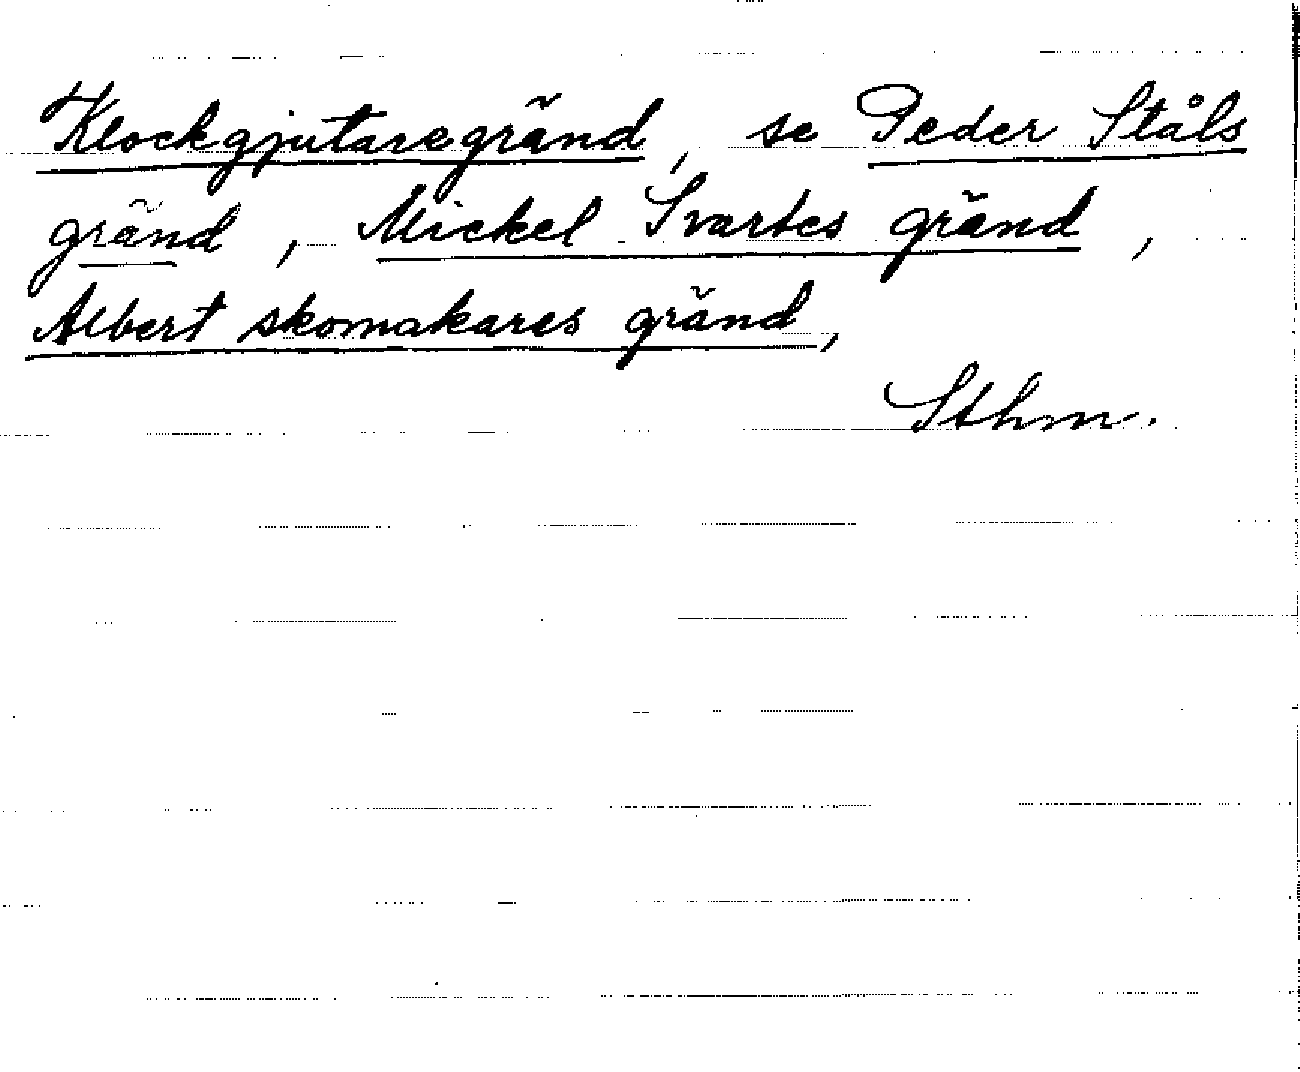 Klockgjutaregränd, se Peder Ståls
gränd, Mickel Svartes gränd,
Albert skomakares gränd,
Sthm.